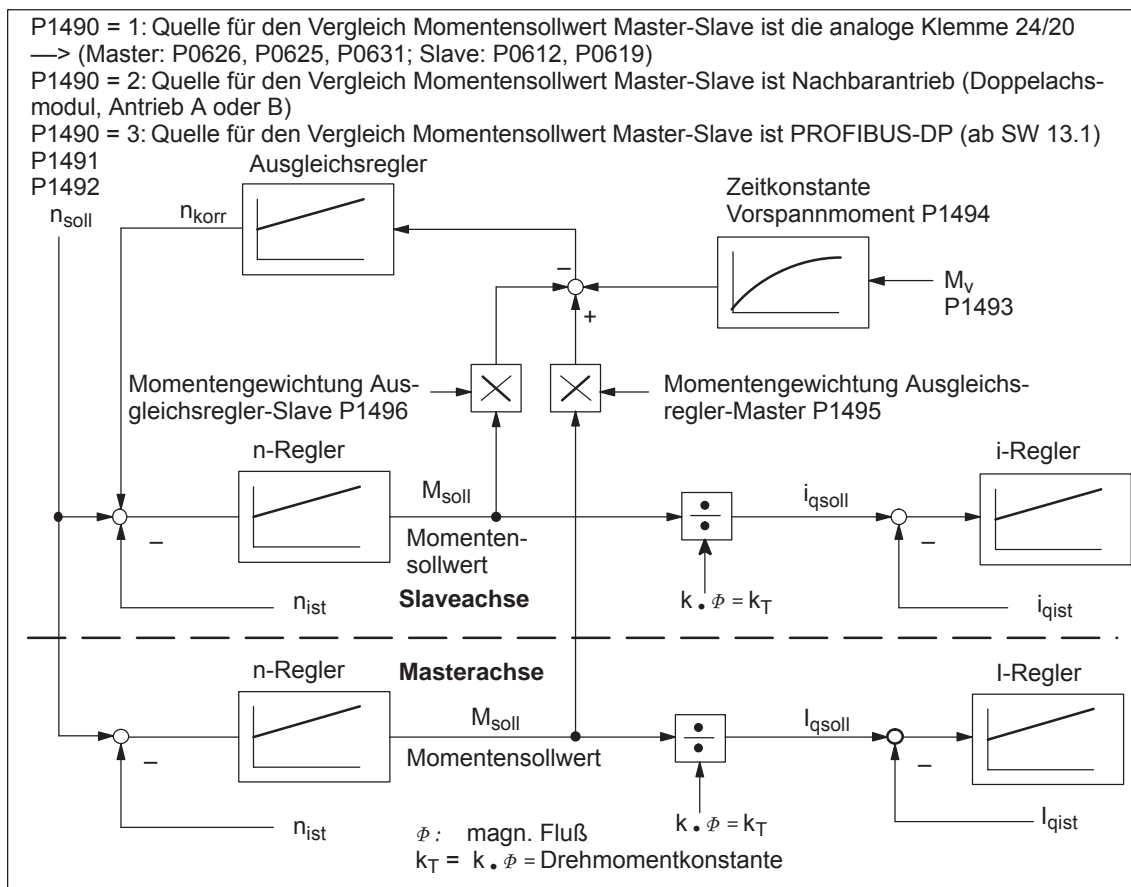 P1490 = 1: Quelle für den Vergleich Momentensollwert Master-Slave ist die analoge Klemme 24/20
—> (Master: P0626, P0625, P0631; Slave: P0612, P0619)
P1490 = 2: Quelle für den Vergleich Momentensollwert Master-Slave ist Nachbarantrieb (Doppelachs-
modul, Antrieb A oder B)
P1490 = 3: Quelle für den Vergleich Momentensollwert Master-Slave ist PROFIBUS-DP (ab SW 13.1)
P1491
P1492
Ausgleichsregler
Zeitkonstante
Vorspannmoment P1494
nsoll
nkorr
–
+
Mv
P1493
Momentengewichtung Aus-
gleichsregler-Slave P1496
Momentengewichtung Ausgleichs-
regler-Master P1495
n-Regler
Msoll
iqsoll
i-Regler
–
Momenten-
sollwert
–
nist
Slaveachse
k • Φ = kT
iqist
n-Regler
Masterachse
I-Regler
Msoll
Iqsoll
–
Momentensollwert
–
nist
k • Φ = kT
Iqist
Φ: magn. Fluß
kT = k • Φ = Drehmomentkonstante